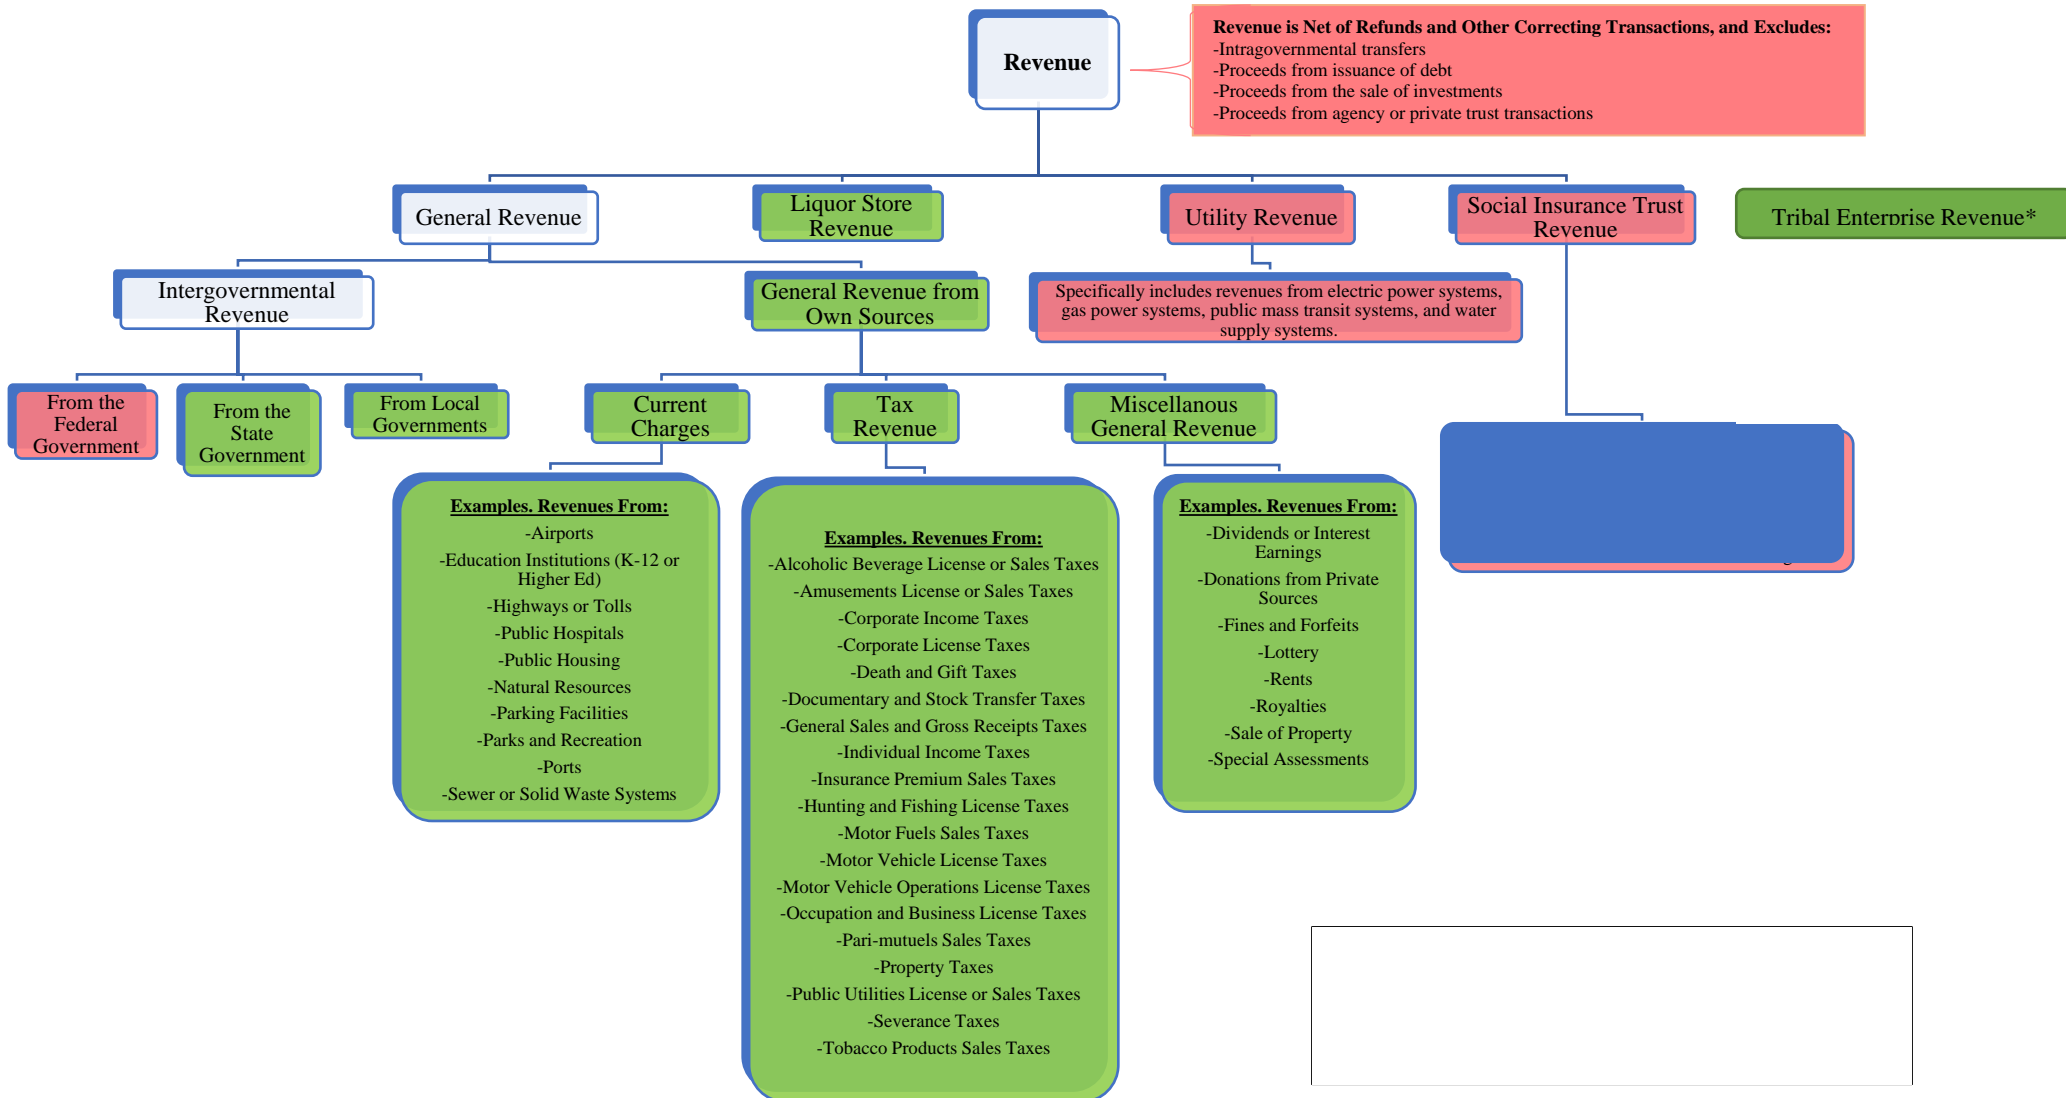 Revenue
Revenue is Net of Refunds and Other Correcting Transactions, and Excludes:
-Intragovernmental transfers
-Proceeds from issuance of debt
-Proceeds from the sale of investments
-Proceeds from agency or private trust transactions
General Revenue
Liquor Store
Revenue
Utility Revenue
Social Insurance Trust
Revenue
Tribal Enterprise Revenue*
Intergovernmental
Revenue
General Revenue from
Own Sources
Specifically includes revenues from electric power systems,
gas power systems, public mass transit systems, and water
supply systems.
From the
Federal
Government
From the
State
Government
From Local
Governments
Current
Charges
Tax
Revenue
Miscellanous
General Revenue
Examples. Revenues From:
-Airports
-Education Institutions (K-12 or
Higher Ed)
-Highways or Tolls
-Public Hospitals
-Public Housing
-Natural Resources
-Parking Facilities
-Parks and Recreation
-Ports
-Sewer or Solid Waste Systems
Examples. Revenues From:
-Alcoholic Beverage License or Sales Taxes
-Amusements License or Sales Taxes
-Corporate Income Taxes
-Corporate License Taxes
-Death and Gift Taxes
-Documentary and Stock Transfer Taxes
-General Sales and Gross Receipts Taxes
-Individual Income Taxes
-Insurance Premium Sales Taxes
-Hunting and Fishing License Taxes
-Motor Fuels Sales Taxes
-Motor Vehicle License Taxes
-Motor Vehicle Operations License Taxes
-Occupation and Business License Taxes
-Pari-mutuels Sales Taxes
-Property Taxes
-Public Utilities License or Sales Taxes
-Severance Taxes
-Tobacco Products Sales Taxes
Examples. Revenues From:
-Dividends or Interest
Earnings
-Donations from Private
Sources
-Fines and Forfeits
-Lottery
-Rents
-Royalties
-Sale of Property
-Special Assessments